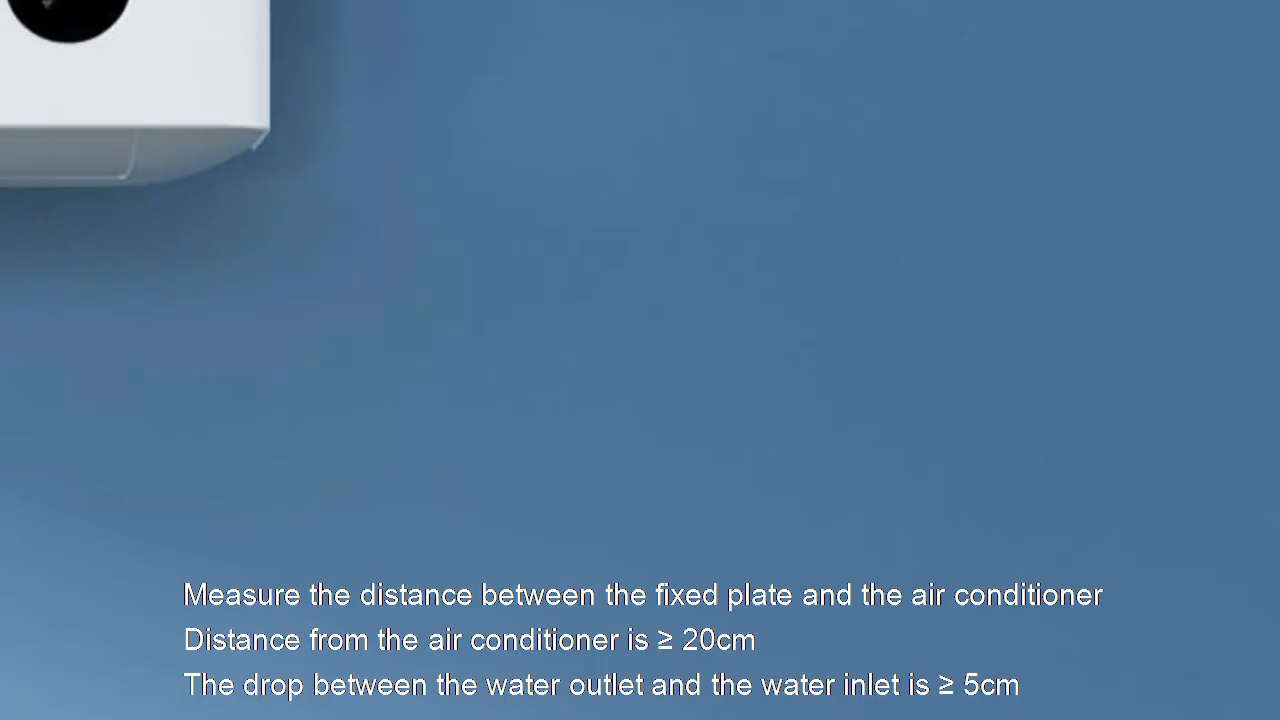 Measure the distance between the fixed plate and the air conditioner
Distance from the air conditioner is ≥ 20cm
The drop between the water outlet and the water inlet is ≥ 5cm